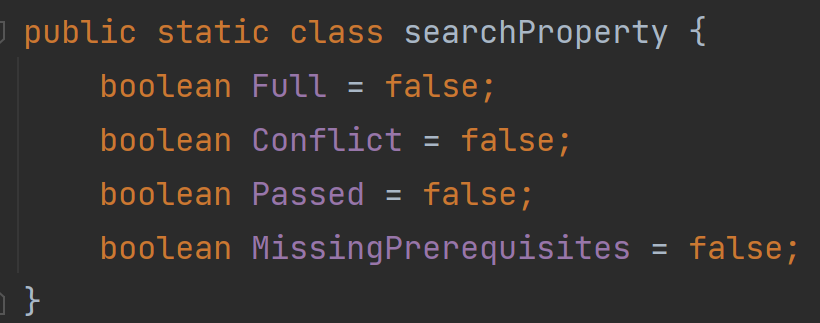 public static class searchProperty {
    boolean Full = false;
    boolean Conflict = false;
    boolean Passed = false;
    boolean MissingPrerequisites = false;
}